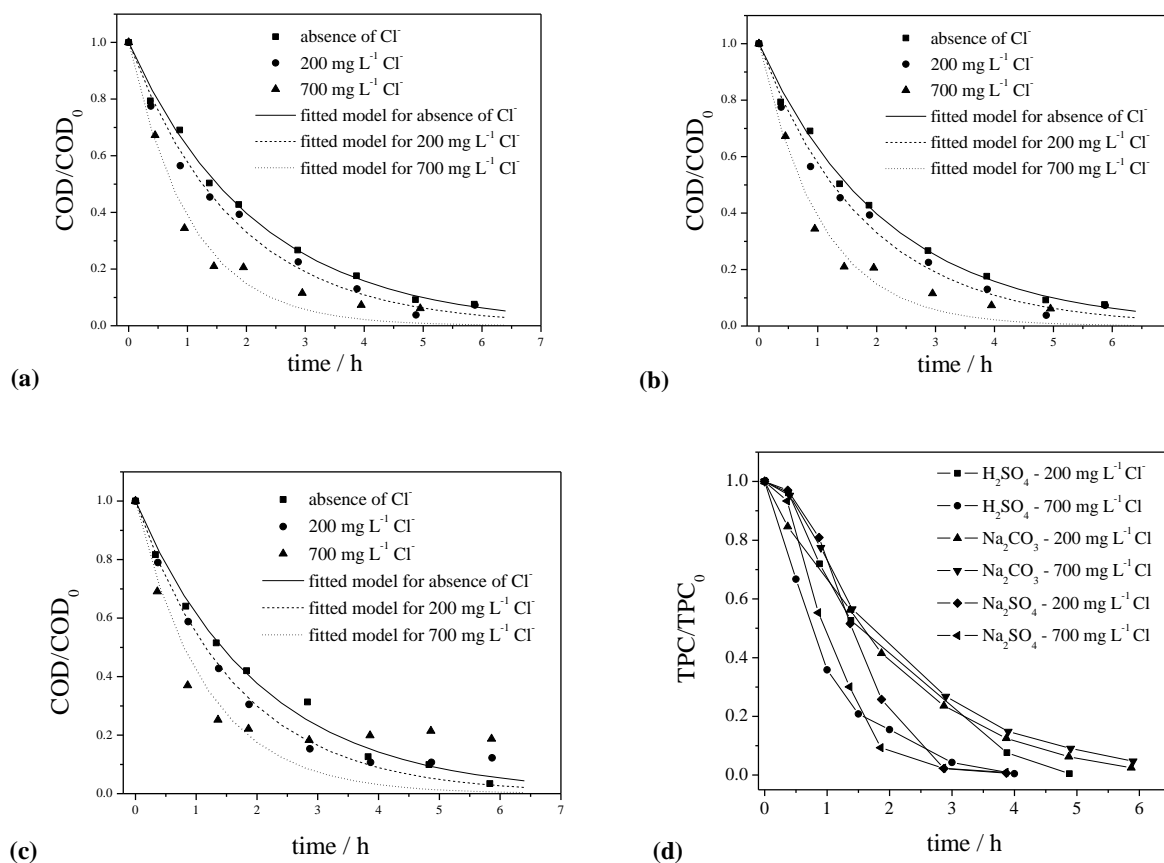 absence of Cl⁻
200 mg L⁻¹ Cl⁻
700 mg L⁻¹ Cl⁻
fitted model for absence of Cl⁻
fitted model for 200 mg L⁻¹ Cl⁻
fitted model for 700 mg L⁻¹ Cl⁻
COD/COD₀
1.0
0.8
0.6
0.4
0.2
0.0
0 1 2 3 4 5 6 7
time / h
(a)
absence of Cl⁻
200 mg L⁻¹ Cl⁻
700 mg L⁻¹ Cl⁻
fitted model for absence of Cl⁻
fitted model for 200 mg L⁻¹ Cl⁻
fitted model for 700 mg L⁻¹ Cl⁻
COD/COD₀
1.0
0.8
0.6
0.4
0.2
0.0
0 1 2 3 4 5 6 7
time / h
(b)
absence of Cl⁻
200 mg L⁻¹ Cl⁻
700 mg L⁻¹ Cl⁻
fitted model for absence of Cl⁻
fitted model for 200 mg L⁻¹ Cl⁻
fitted model for 700 mg L⁻¹ Cl⁻
COD/COD₀
1.0
0.8
0.6
0.4
0.2
0.0
0 1 2 3 4 5 6 7
time / h
(c)
H₂SO₄ - 200 mg L⁻¹ Cl⁻
H₂SO₄ - 700 mg L⁻¹ Cl⁻
Na₂CO₃ - 200 mg L⁻¹ Cl
Na₂CO₃ - 700 mg L⁻¹ Cl
Na₂SO₄ - 200 mg L⁻¹ Cl
Na₂SO₄ - 700 mg L⁻¹ Cl
TPC/TPC₀
1.0
0.8
0.6
0.4
0.2
0.0
0 1 2 3 4 5 6
time / h
(d)